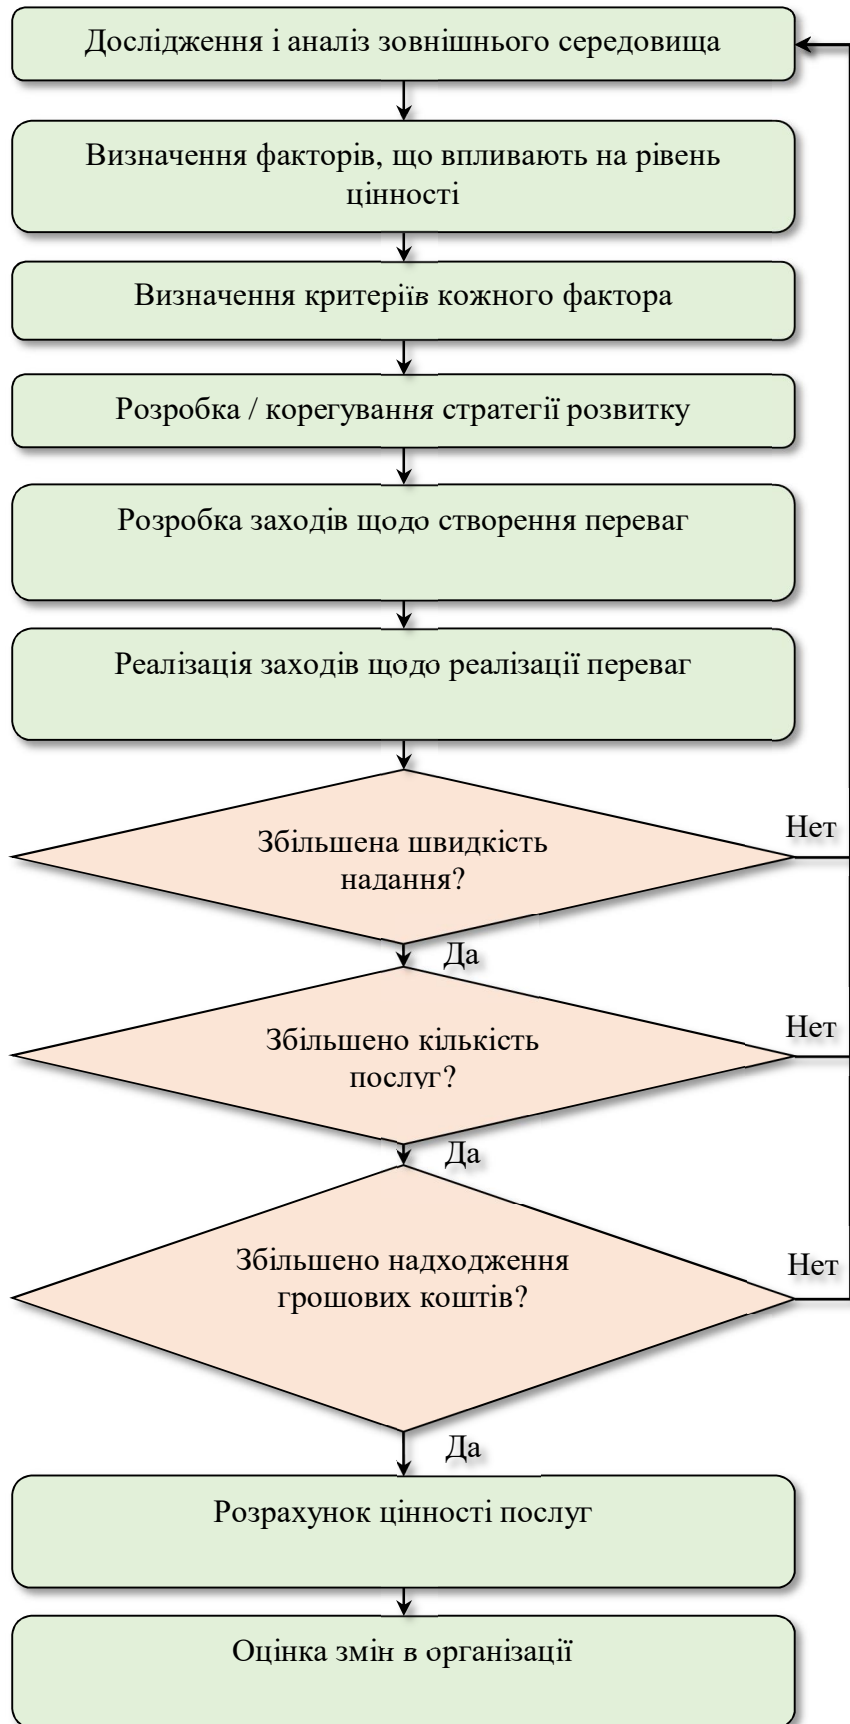 Дослідження і аналіз зовнішнього середовища
Визначення факторів, що впливають на рівень
цінності
Визначення критеріїв кожного фактора
Розробка / корегування стратегії розвитку
Розробка заходів щодо створення переваг
Реалізація заходів щодо реалізації переваг
Збільшена швидкість
надання?
Нет
Да
Збільшено кількість
послуг?
Нет
Да
Збільшено надходження
грошових коштів?
Нет
Да
Розрахунок цінності послуг
Оцінка змін в організації